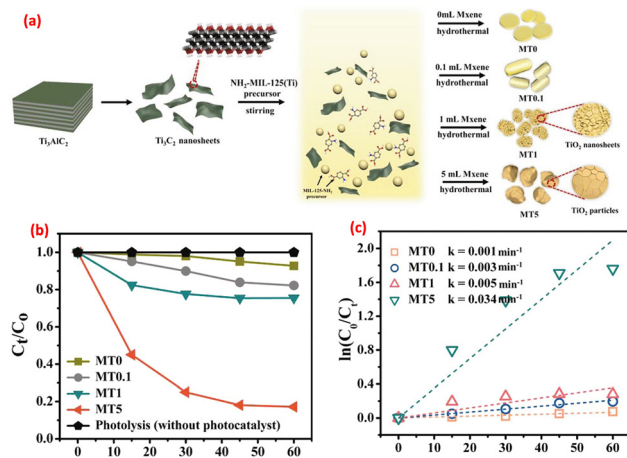 (a)
0mL Mxene
hydrothermal
MT0
0.1 mL Mxene
hydrothermal
MT0.1
NH₂-MIL-125(Ti)
precursor
stirring
Ti₃AlC₂
Ti₃C₂ nanosheets
MIL-125-NH₂
precursor
1 mL Mxene
hydrothermal
MT1
TiO₂ nanosheets
5 mL Mxene
hydrothermal
MT5
TiO₂ particles
(b)
Cₜ/C₀
1.0
0.8
0.6
0.4
0.2
0.0
MT0
MT0.1
MT1
MT5
Photolysis (without photocatalyst)
0 10 20 30 40 50 60
(c)
ln(C₀/Cₜ)
2.0
1.6
1.2
0.8
0.4
0.0
MT0 k = 0.001 min⁻¹
MT0.1 k = 0.003 min⁻¹
MT1 k = 0.005 min⁻¹
MT5 k = 0.034 min⁻¹
0 10 20 30 40 50 60